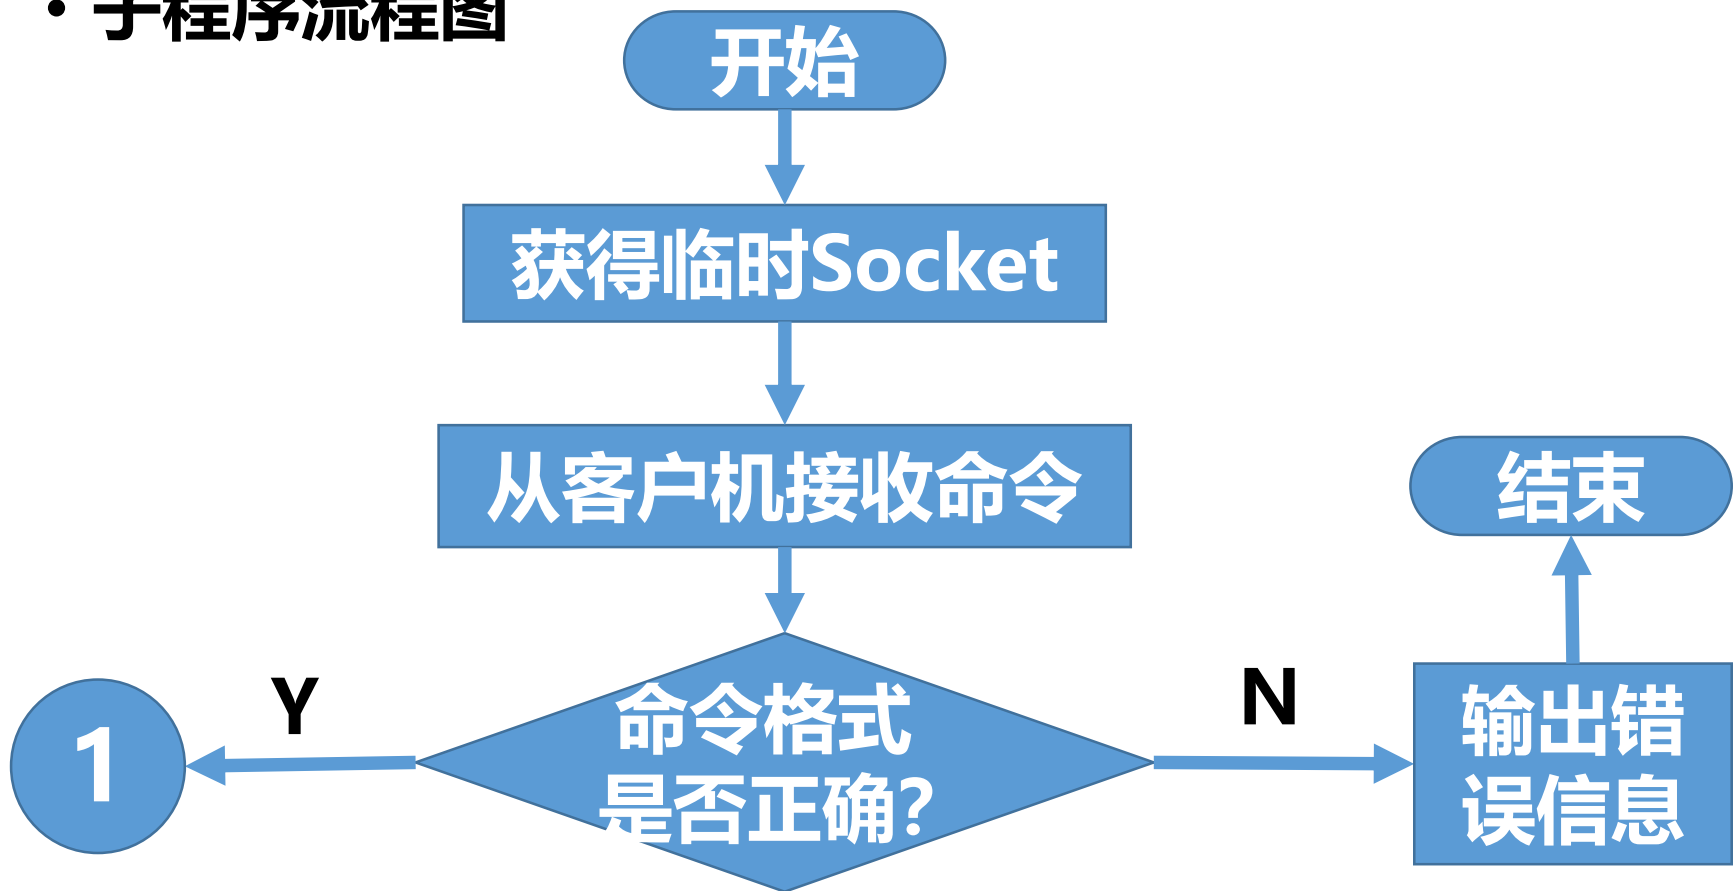 • 子程序流程图
开始
获得临时Socket
从客户机接收命令
结束
Y
N
1
命令格式
是否正确？
输出错
误信息